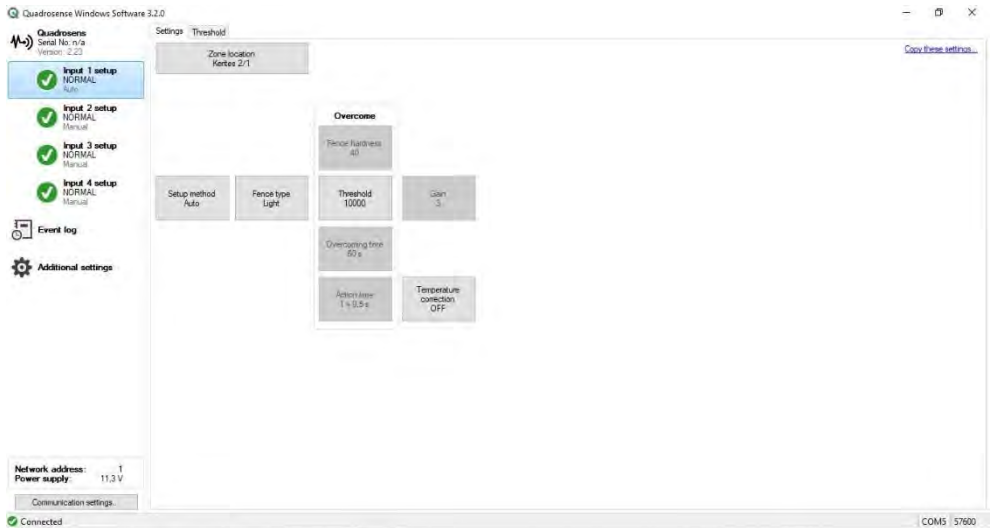 Quadrosense Windows Software 3.2.0
Quadrosens
Serial No: n/a
Version: 2.23
Input 1 setup
NORMAL
Auto
Input 2 setup
NORMAL
Manual
Input 3 setup
NORMAL
Manual
Input 4 setup
NORMAL
Manual
Event log
Additional settings
Network address: 1
Power supply: 11,3 V
Communication settings...
Connected
Settings
Threshold
Copy these settings...
Zone location
Kertes 2/1
Overcome
Fence hardness
40
Setup method
Auto
Fence type
Light
Threshold
10000
Gain
Overcoming time
60 s
Action time
1 = 0,5 s
Temperature
correction
OFF
COM5
57600